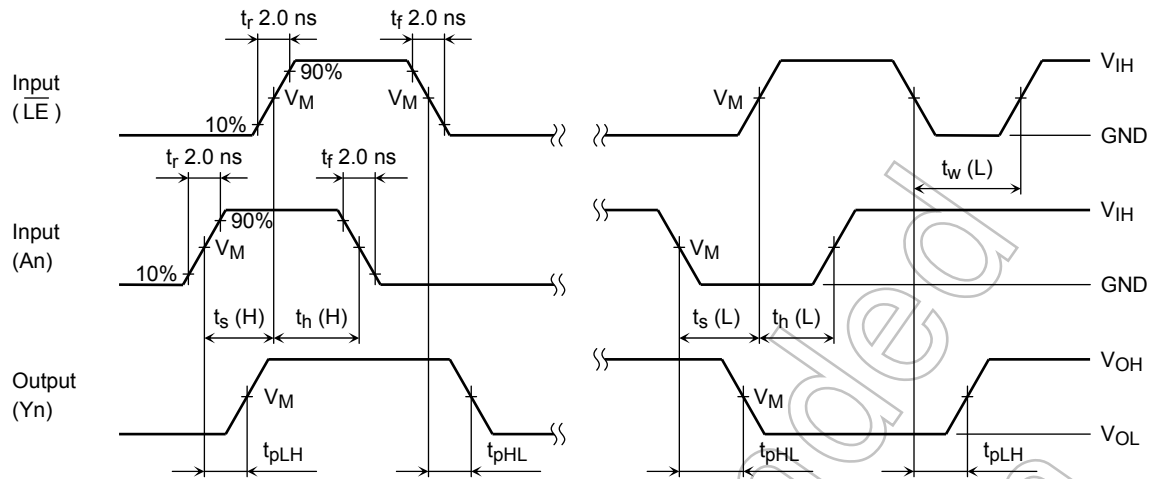 tr 2.0 ns tf 2.0 ns
Input
(LE)
90%
VM VM VM
10%
VIH
GND
tr 2.0 ns tf 2.0 ns
tw (L)
Input
(An)
90%
VM VM
10%
VIH
GND
ts (H) th (H) ts (L) th (L)
Output
(Yn)
VM VM
VOH
VOL
tpLH tpHL tpHL tpLH